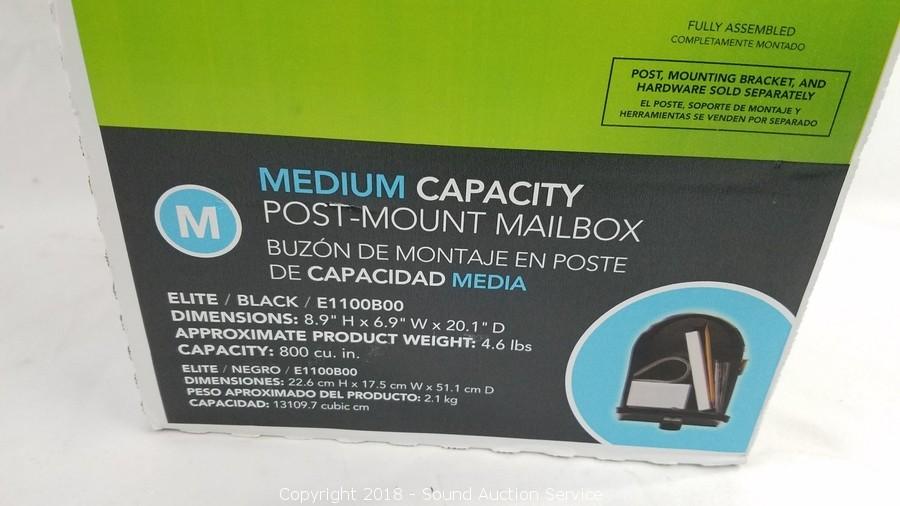 FULLY ASSEMBLED
COMPLETAMENTE MONTADO
POST, MOUNTING BRACKET, AND
HARDWARE SOLD SEPARATELY
EL POSTE, SOPORTE DE MONTAJE Y
HERRAMIENTAS SE VENDEN POR SEPARADO
M
MEDIUM CAPACITY
POST-MOUNT MAILBOX
BUZÓN DE MONTAJE EN POSTE
DE CAPACIDAD MEDIA
ELITE / BLACK / E1100B00
DIMENSIONS: 8.9" H x 6.9" W x 20.1" D
APPROXIMATE PRODUCT WEIGHT: 4.6 lbs
CAPACITY: 800 cu. in.
ELITE / NEGRO / E1100B00
DIMENSIONES: 22.6 cm H x 17.5 cm W x 51.1 cm D
PESO APROXIMADO DEL PRODUCTO: 2.1 kg
CAPACIDAD: 13109.7 cubic cm
Copyright 2018 - Sound Auction Service